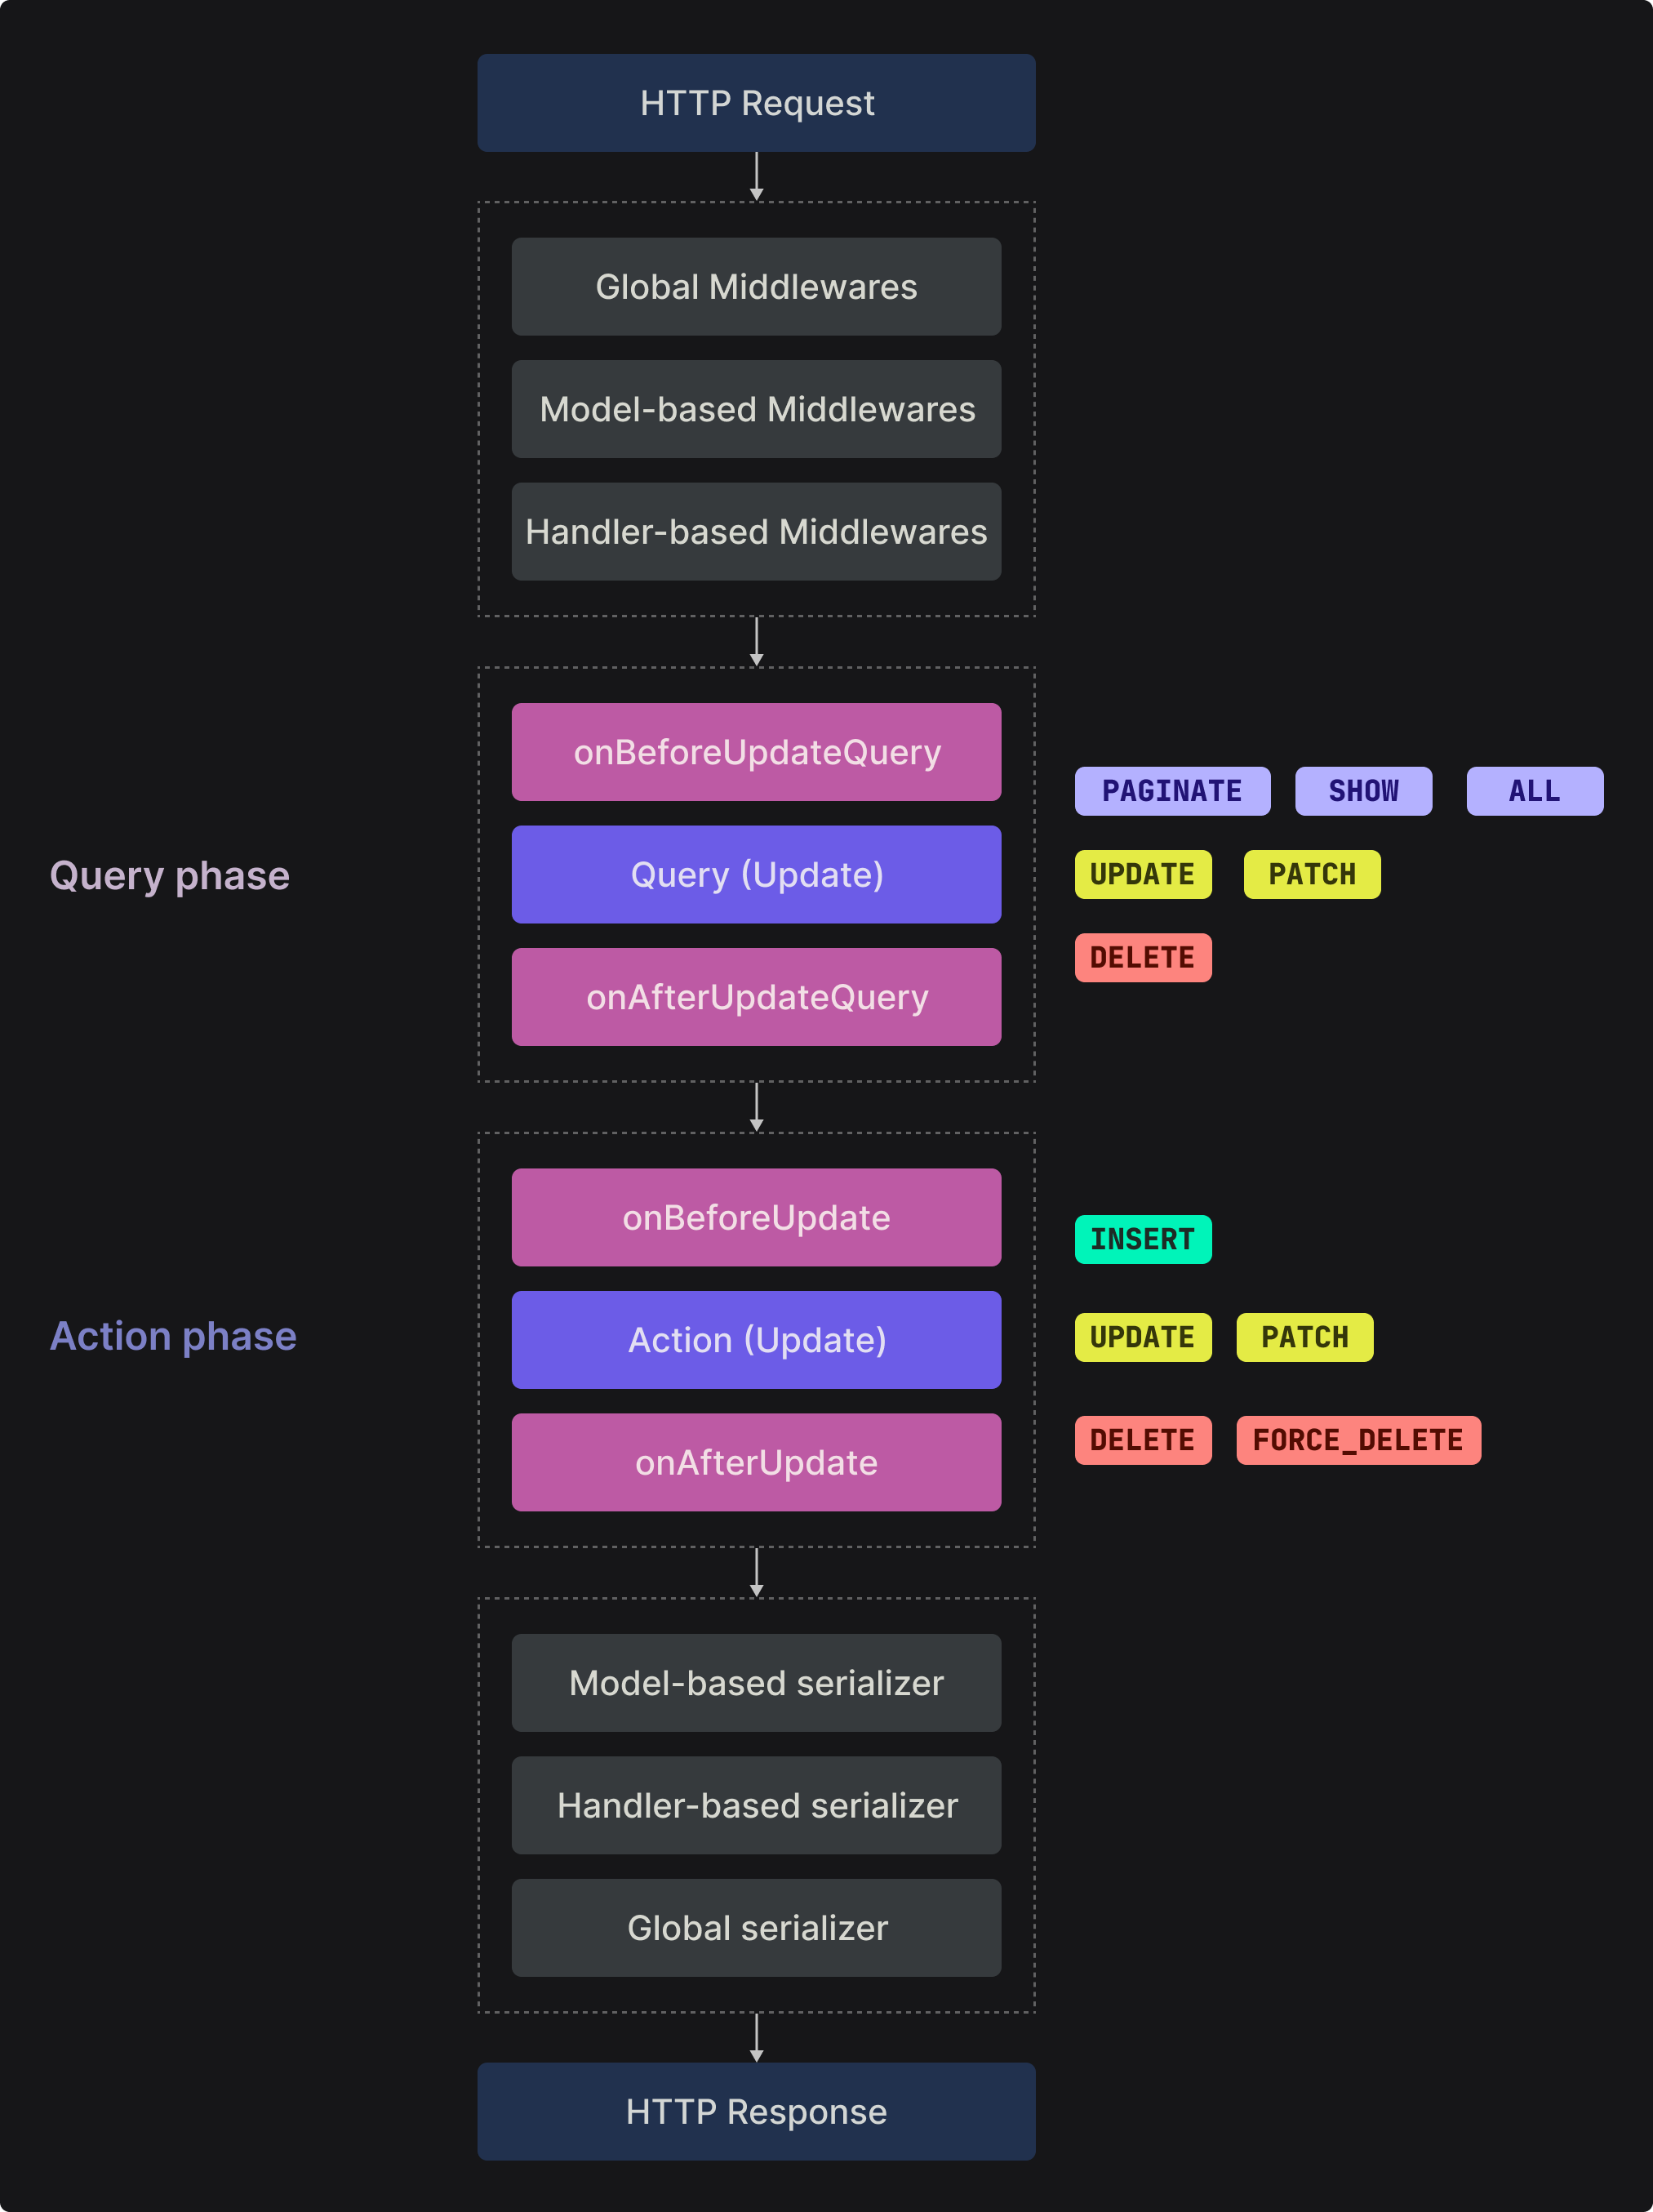 HTTP Request
Global Middlewares
Model-based Middlewares
Handler-based Middlewares
Query phase
onBeforeUpdateQuery
Query (Update)
onAfterUpdateQuery
PAGINATE SHOW ALL
UPDATE PATCH
DELETE
Action phase
onBeforeUpdate
Action (Update)
onAfterUpdate
INSERT
UPDATE PATCH
DELETE FORCE_DELETE
Model-based serializer
Handler-based serializer
Global serializer
HTTP Response